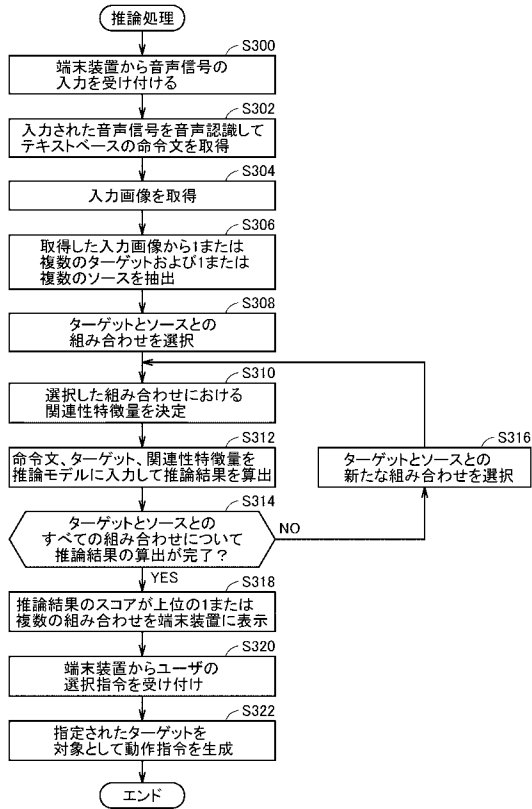 推論処理
S300
端末装置から音声信号の
入力を受け付ける
S302
入力された音声信号を音声認識して
テキストベースの命令文を取得
S304
入力画像を取得
S306
取得した入力画像から1または
複数のターゲットおよび1または
複数のソースを抽出
S308
ターゲットとソースとの
組み合わせを選択
S310
選択した組み合わせにおける
関連性特徴量を決定
S312
命令文、ターゲット、関連性特徴量を
推論モデルに入力して推論結果を算出
S316
ターゲットとソースとの
新たな組み合わせを選択
S314
ターゲットとソースとの
すべての組み合わせについて
推論結果の算出が完了?
NO
YES
S318
推論結果のスコアが上位の1または
複数の組み合わせを端末装置に表示
S320
端末装置からユーザの
選択指令を受け付け
S322
指定されたターゲットを
対象として動作指令を生成
エンド